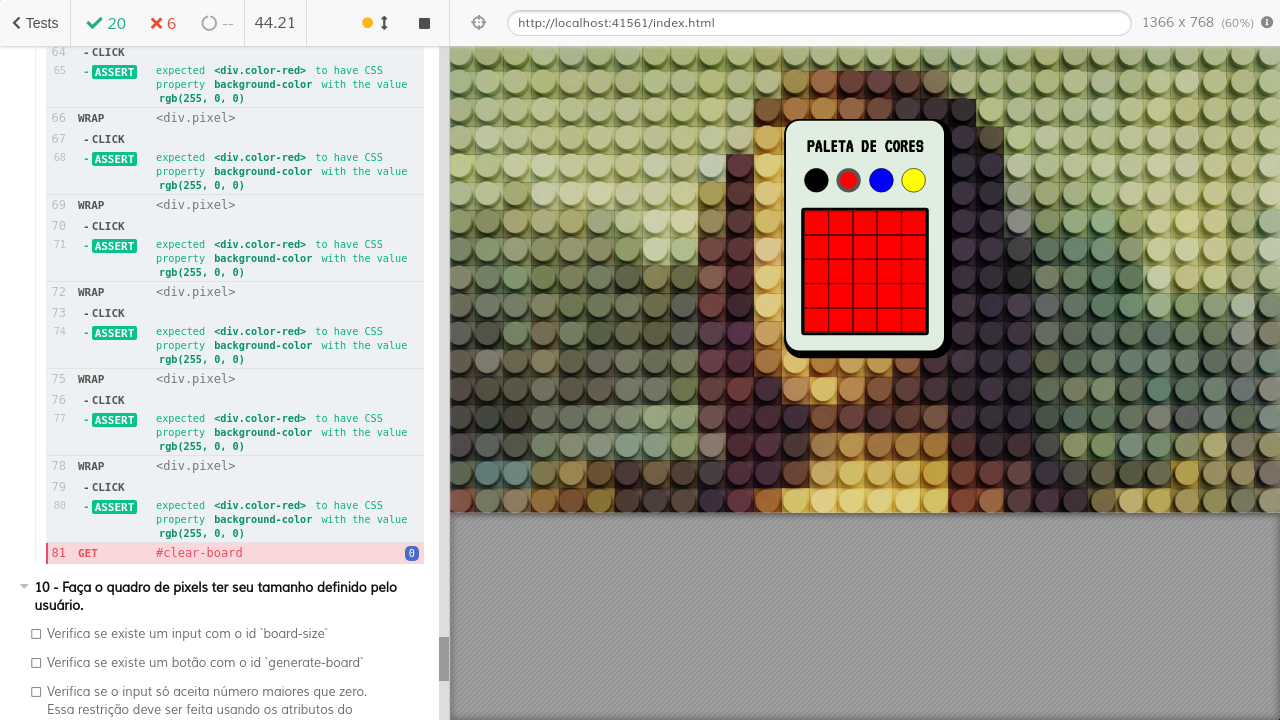 Tests
20
6
--
44.21
http://localhost:41561/index.html
1366 x 768 (60%)
64 - CLICK
65 - ASSERT expected <div.color-red> to have CSS
property background-color with the value
rgb(255, 0, 0)
66 WRAP <div.pixel>
67 - CLICK
68 - ASSERT expected <div.color-red> to have CSS
property background-color with the value
rgb(255, 0, 0)
69 WRAP <div.pixel>
70 - CLICK
71 - ASSERT expected <div.color-red> to have CSS
property background-color with the value
rgb(255, 0, 0)
72 WRAP <div.pixel>
73 - CLICK
74 - ASSERT expected <div.color-red> to have CSS
property background-color with the value
rgb(255, 0, 0)
75 WRAP <div.pixel>
76 - CLICK
77 - ASSERT expected <div.color-red> to have CSS
property background-color with the value
rgb(255, 0, 0)
78 WRAP <div.pixel>
79 - CLICK
80 - ASSERT expected <div.color-red> to have CSS
property background-color with the value
rgb(255, 0, 0)
81 GET #clear-board 0
10 - Faça o quadro de pixels ter seu tamanho definido pelo
usuário.
Verifica se existe um input com o id `board-size`
Verifica se existe um botão com o id `generate-board`
Verifica se o input só aceita número maiores que zero.
Essa restrição deve ser feita usando os atributos do
PALETA DE CORES